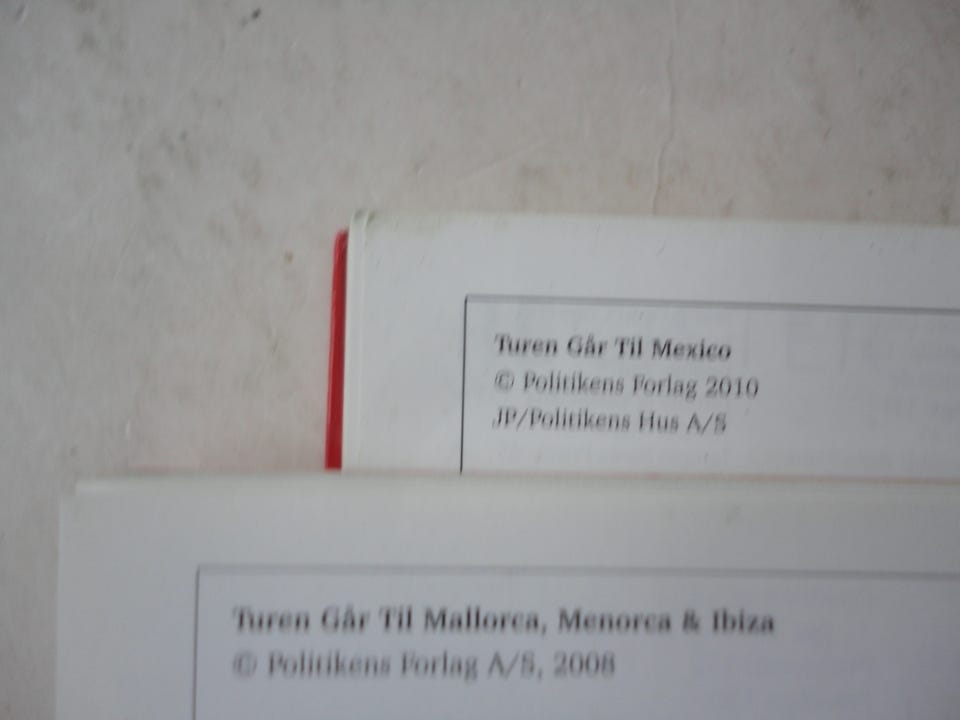 Turen Går Til Mexico
© Politikens Forlag 2010
JP/Politikens Hus A/S
Turen Går Til Mallorca, Menorca & Ibiza
© Politikens Forlag A/S, 2008